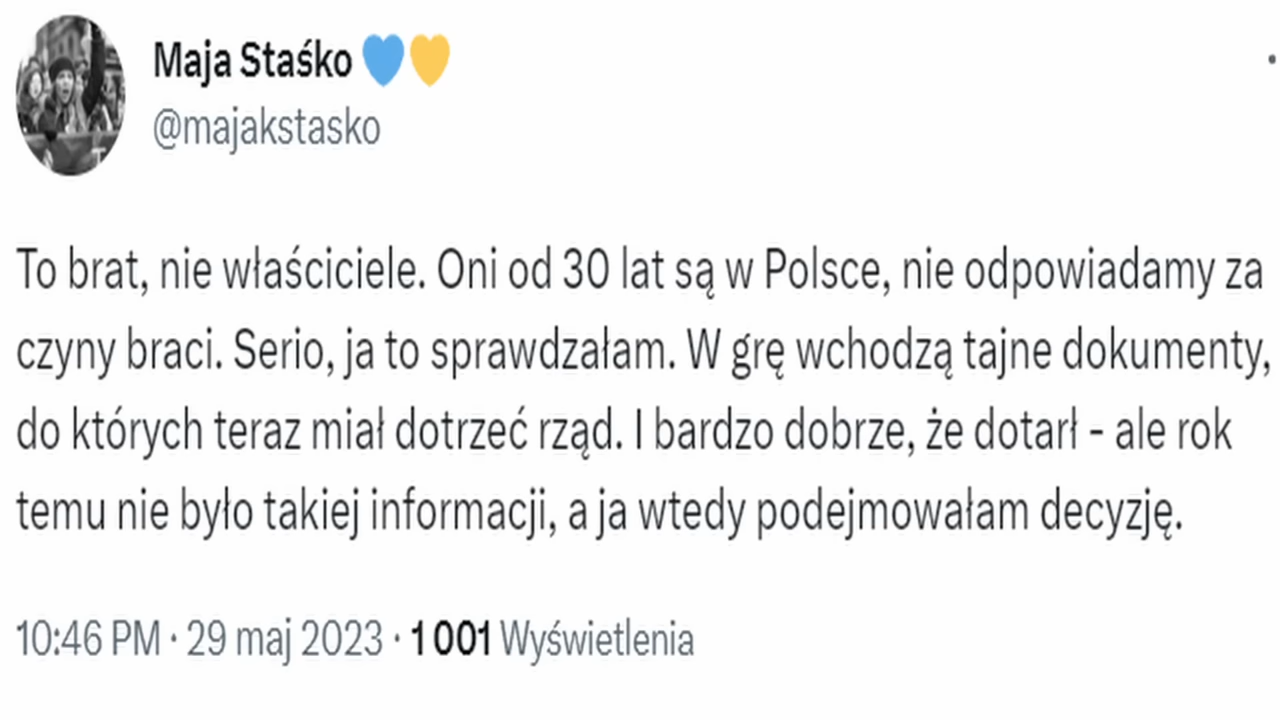 Maja Staśko 💙💛
@majakstasko
To brat, nie właściciele. Oni od 30 lat są w Polsce, nie odpowiadamy za
czyny braci. Serio, ja to sprawdzałam. W grę wchodzą tajne dokumenty,
do których teraz miał dotrzeć rząd. I bardzo dobrze, że dotarł - ale rok
temu nie było takiej informacji, a ja wtedy podejmowałam decyzję.
10:46 PM · 29 maj 2023 · 1 001 Wyświetlenia